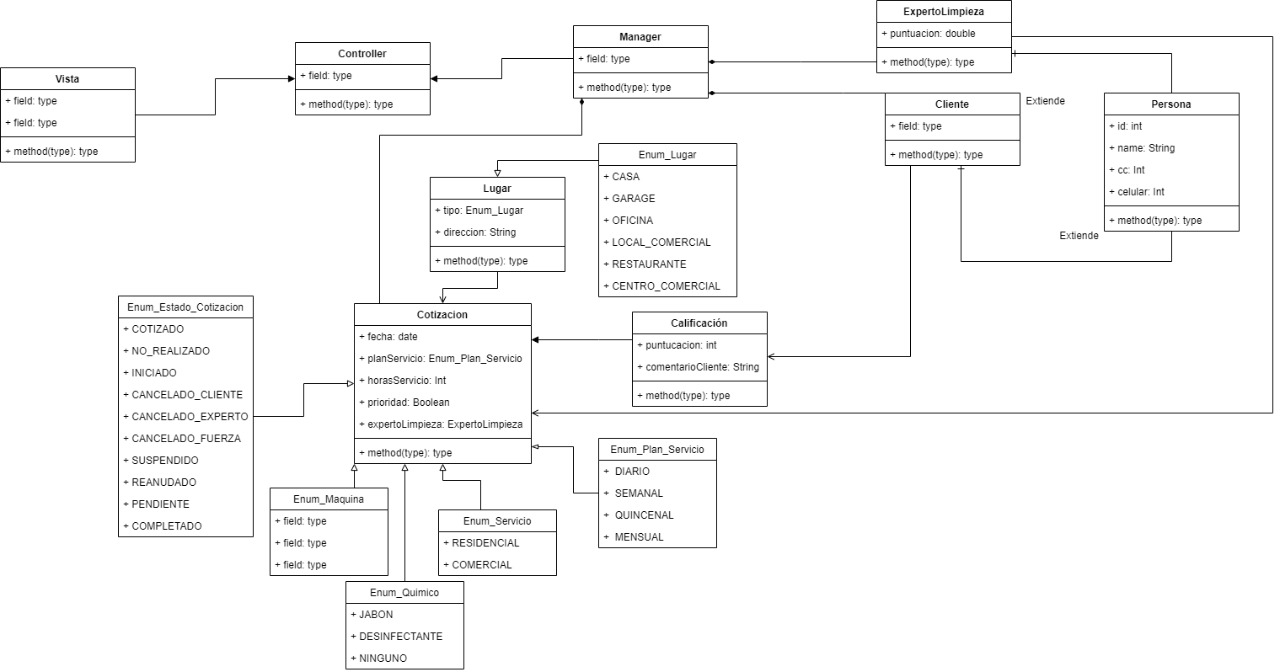 Vista
+ field: type
+ field: type
+ method(type): type
Controller
+ field: type
+ method(type): type
Manager
+ field: type
+ method(type): type
ExpertoLimpieza
+ puntuacion: double
+ method(type): type
Cliente
+ field: type
+ method(type): type
Extiende
Persona
+ id: int
+ name: String
+ cc: Int
+ celular: Int
+ method(type): type
Extiende
Lugar
+ tipo: Enum_Lugar
+ direccion: String
+ method(type): type
Enum_Lugar
+ CASA
+ GARAGE
+ OFICINA
+ LOCAL_COMERCIAL
+ RESTAURANTE
+ CENTRO_COMERCIAL
Enum_Estado_Cotizacion
+ COTIZADO
+ NO_REALIZADO
+ INICIADO
+ CANCELADO_CLIENTE
+ CANCELADO_EXPERTO
+ CANCELADO_FUERZA
+ SUSPENDIDO
+ REANUDADO
+ PENDIENTE
+ COMPLETADO
Cotizacion
+ fecha: date
+ planServicio: Enum_Plan_Servicio
+ horasServicio: Int
+ prioridad: Boolean
+ expertoLimpieza: ExpertoLimpieza
+ method(type): type
Calificación
+ puntucacion: int
+ comentarioCliente: String
+ method(type): type
Enum_Plan_Servicio
+ DIARIO
+ SEMANAL
+ QUINCENAL
+ MENSUAL
Enum_Maquina
+ field: type
+ field: type
+ field: type
Enum_Servicio
+ RESIDENCIAL
+ COMERCIAL
Enum_Quimico
+ JABON
+ DESINFECTANTE
+ NINGUNO